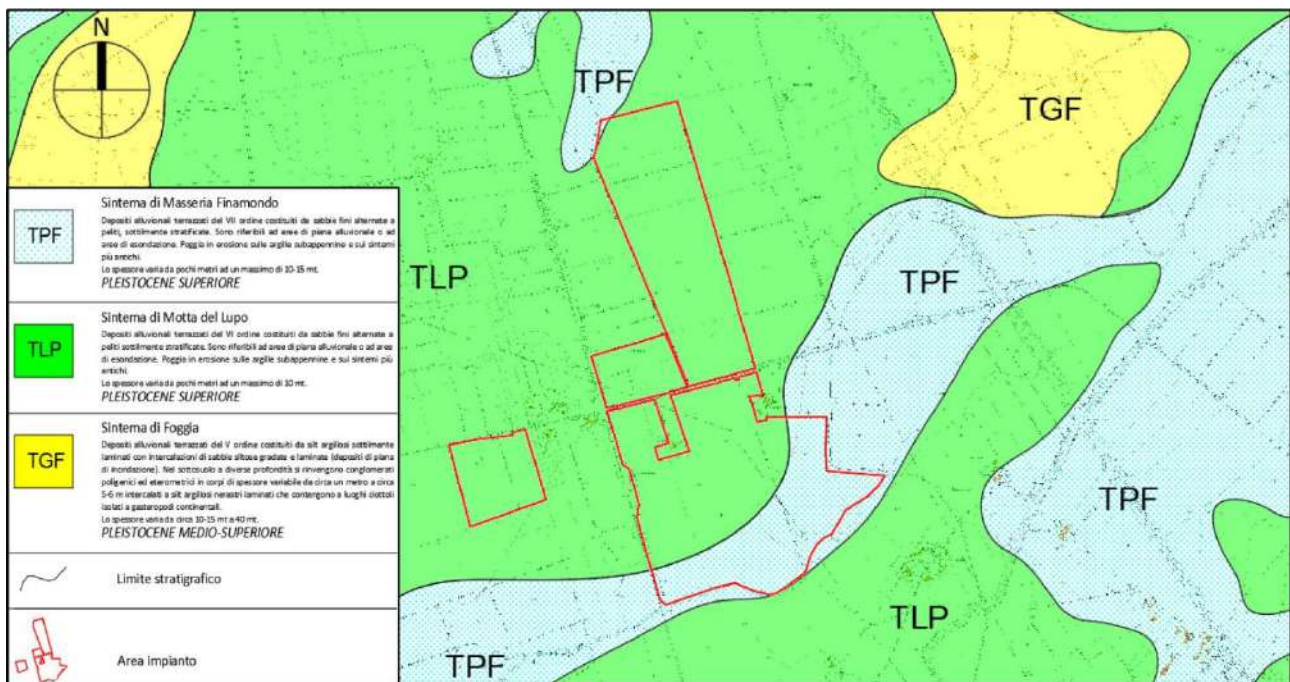 N
TPF
TGF
TLP
TPF
TPF
TLP
TPF
TPF
Sintema di Masseria Finamondo
Depositi alluvionali terrazzati del VII ordine costituiti da sabbie fini alternate a
peliti, sottilmente stratificate. Sono riferibili ad aree di piana alluvionale o ad
aree di esondazione. Poggia in erosione sulle argille subappennine e sui sintemi
più antichi.
Lo spessore varia da pochi metri ad un massimo di 10-15 mt.
PLEISTOCENE SUPERIORE
TLP
Sintema di Motta del Lupo
Depositi alluvionali terrazzati del VI ordine costituiti da sabbie fini alternate a
peliti sottilmente stratificate. Sono riferibili ad aree di piana alluvionale o ad aree
di esondazione. Poggia in erosione sulle argille subappennine e sui sintemi più
antichi.
Lo spessore varia da pochi metri ad un massimo di 10 mt.
PLEISTOCENE SUPERIORE
TGF
Sintema di Foggia
Depositi alluvionali terrazzati del V ordine costituiti da silt argillosi sottilmente
laminati con intercalazioni di sabbie siltose gradate e laminate (depositi di piana
di inondazione). Nel sottosuolo a diverse profondità si rinvengono conglomerati
poligenici ed eterometrici in corpi di spessore variabile da circa un metro a circa
5-6 m intercalati a silt argillosi nerastri laminati che contengono a luoghi ciottoli
isolati a gasteropodi continentali.
Lo spessore varia da circa 10-15 mt a 40 mt.
PLEISTOCENE MEDIO-SUPERIORE
Limite stratigrafico
Area impianto